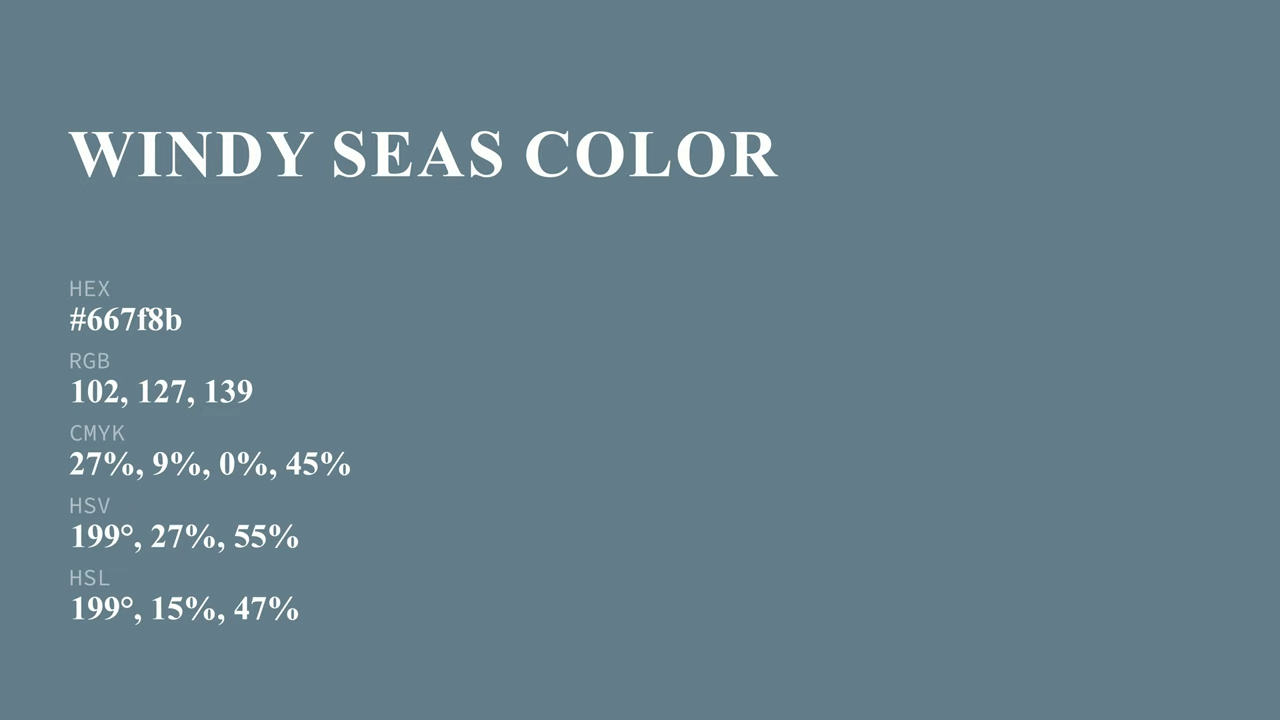 WINDY SEAS COLOR
HEX
#667f8b
RGB
102, 127, 139
CMYK
27%, 9%, 0%, 45%
HSV
199°, 27%, 55%
HSL
199°, 15%, 47%